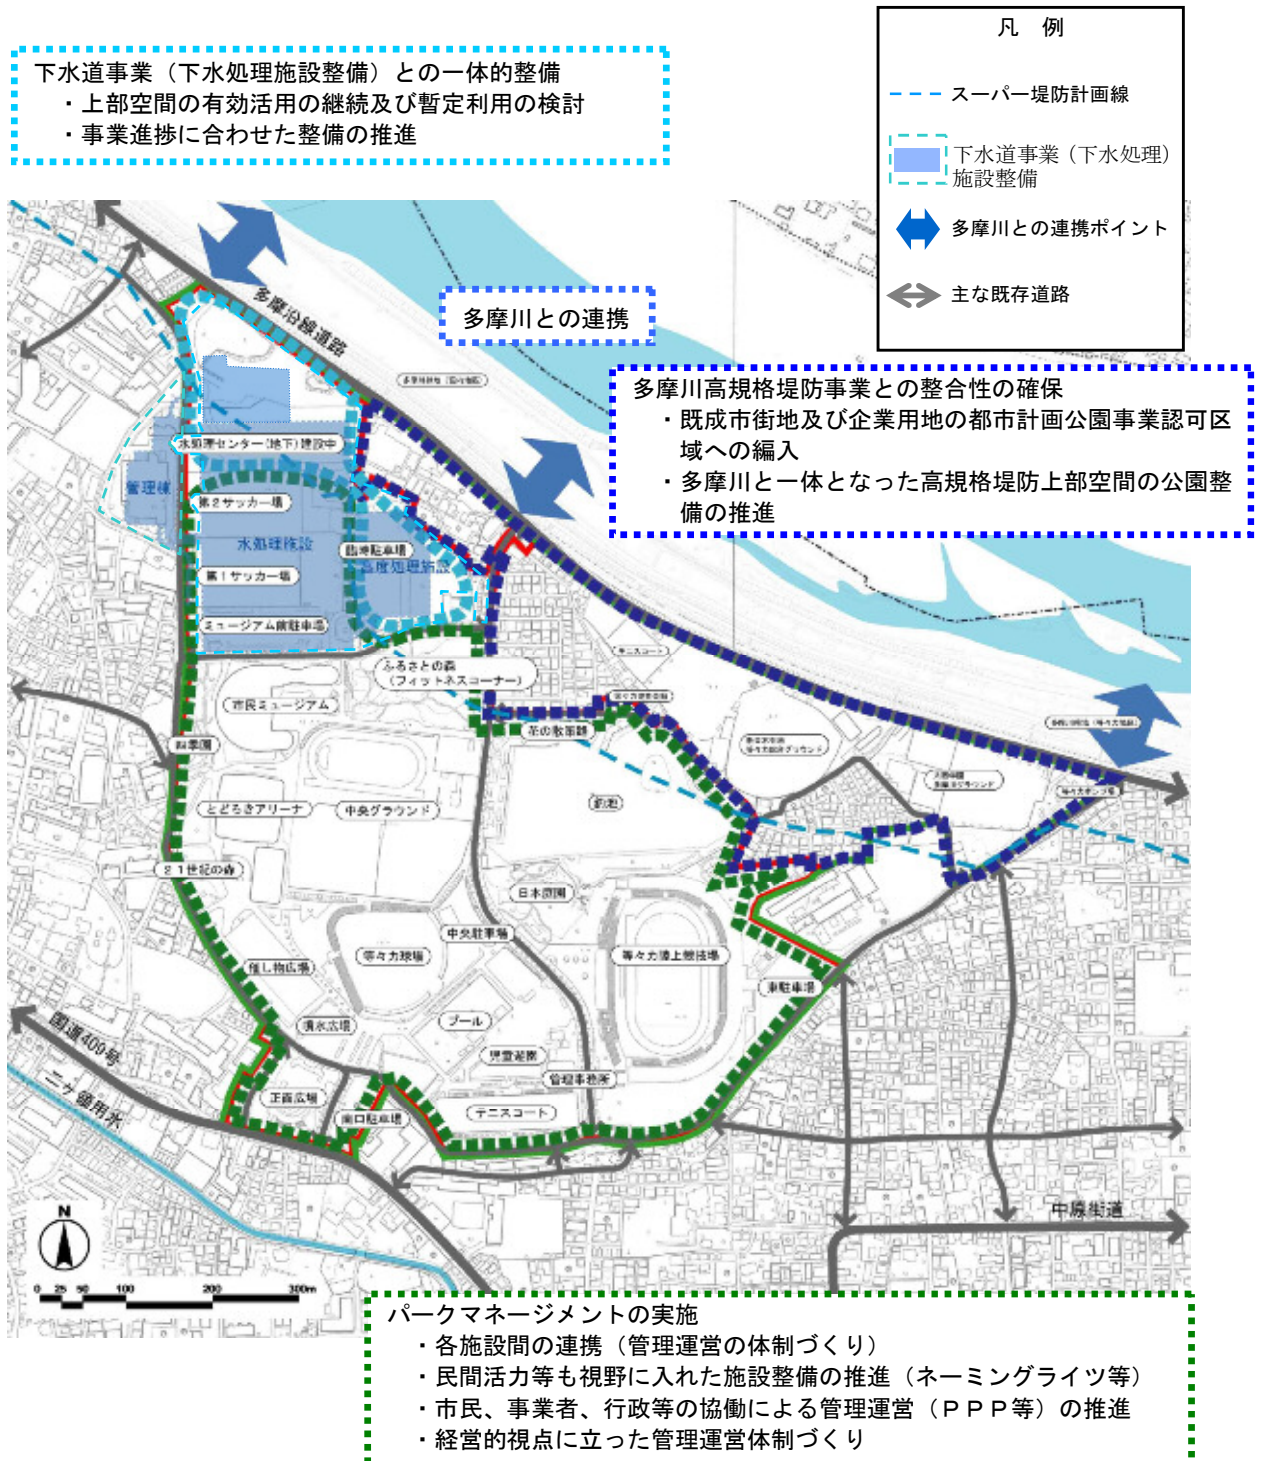 凡 例
スーパー堤防計画線
下水道事業（下水処理）
施設整備
多摩川との連携ポイント
主な既存道路
下水道事業（下水処理施設整備）との一体的整備
・上部空間の有効活用の継続及び暫定利用の検討
・事業進捗に合わせた整備の推進
多摩川との連携
多摩沿線道路
多摩川高規格堤防事業との整合性の確保
・既成市街地及び企業用地の都市計画公園事業認可区
域への編入
・多摩川と一体となった高規格堤防上部空間の公園整
備の推進
水処理センター(地下)建設中
管理棟
第2サッカー場
水処理施設
臨時駐車場
高度処理施設
第1サッカー場
ミュージアム前駐車場
テニスコート
ふるさとの森
（フィットネスコーナー）
市民ミュージアム
花の散策路
四季園
とどろきアリーナ
中央グラウンド
釣池
21世紀の森
日本庭園
中央駐車場
等々力球場
等々力陸上競技場
催し物広場
東駐車場
噴水広場
プール
児童遊園
管理事務所
正面広場
南口駐車場
テニスコート
国道409号
二ヶ領用水
中原街道
N
0 25 50 100 200 300m
パークマネージメントの実施
・各施設間の連携（管理運営の体制づくり）
・民間活力等も視野に入れた施設整備の推進（ネーミングライツ等）
・市民、事業者、行政等の協働による管理運営（ＰＰＰ等）の推進
・経営的視点に立った管理運営体制づくり